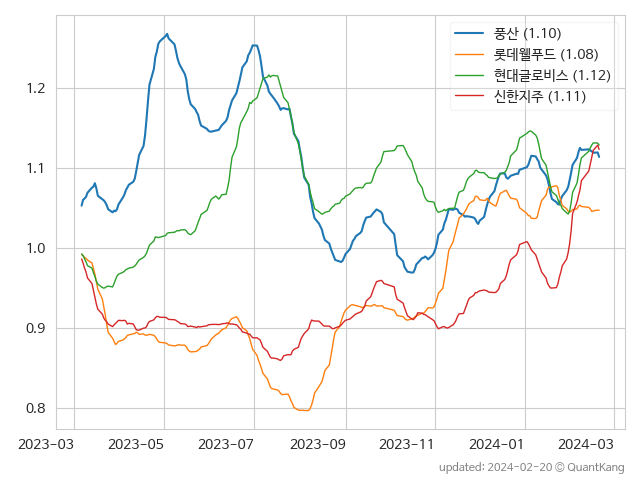 풍산 (1.10)
롯데웰푸드 (1.08)
현대글로비스 (1.12)
신한지주 (1.11)
1.2
1.1
1.0
0.9
0.8
2023-03 2023-05 2023-07 2023-09 2023-11 2024-01 2024-03
updated: 2024-02-20 © QuantKang